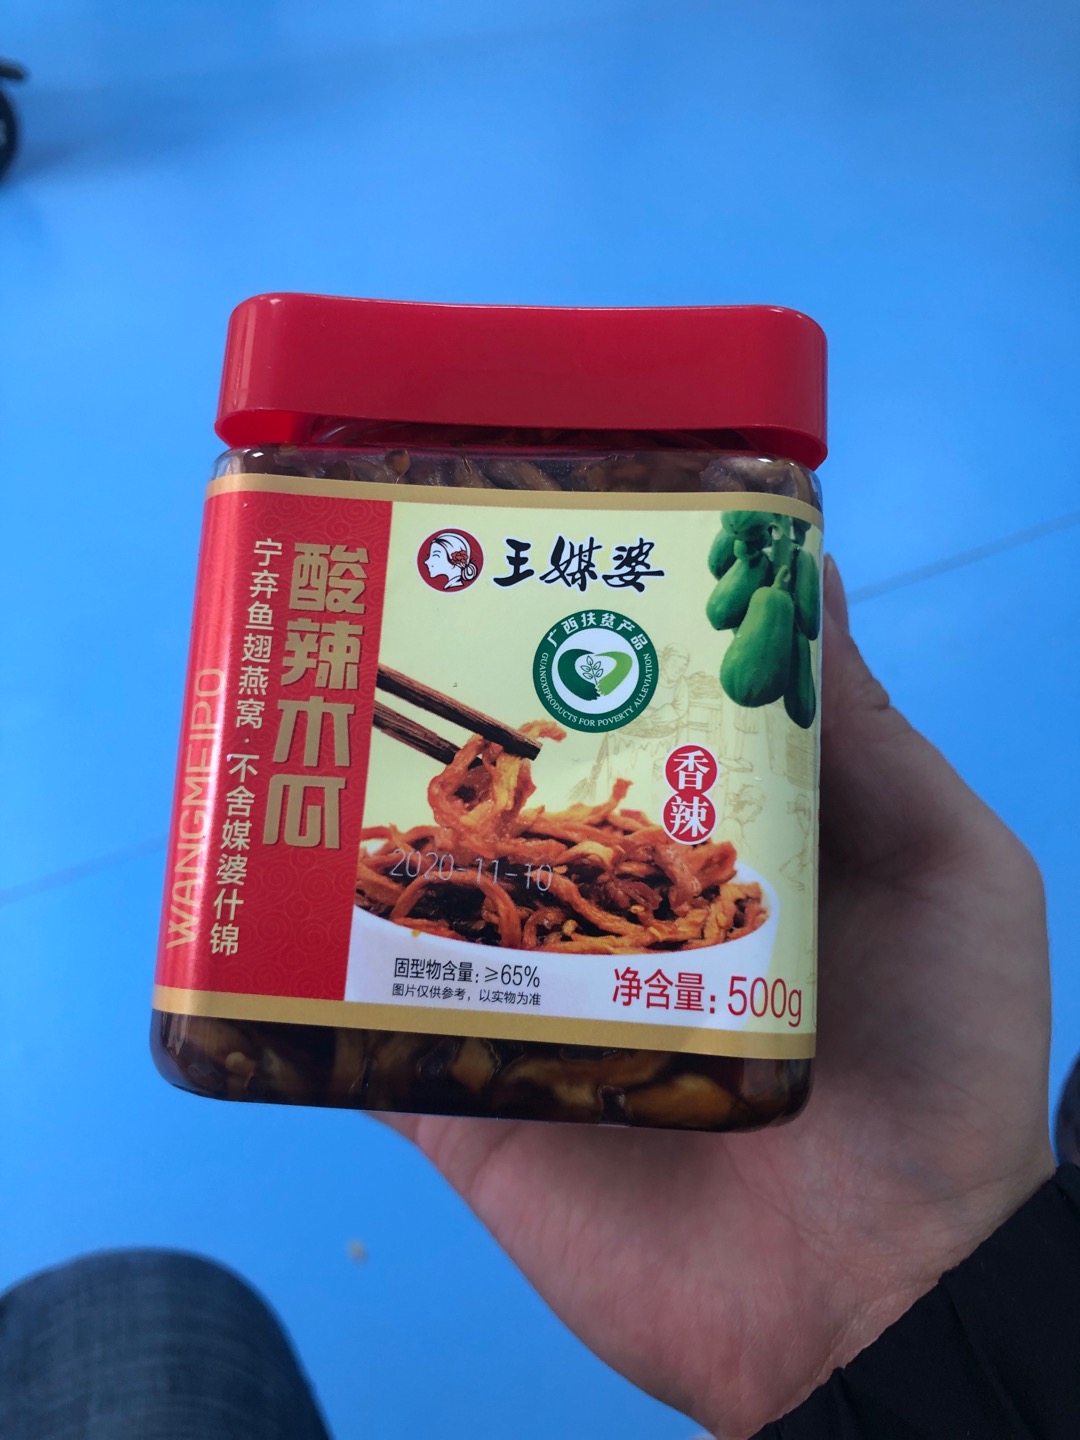 王媒婆
广西扶贫产品
GUANGXIPRODUCTS FOR POVERTY ALLEVIATION
酸辣木瓜
宁弃鱼翅燕窝·不舍媒婆什锦
WANGMEIPO
香辣
2020-11-10
固型物含量:≥65%
图片仅供参考，以实物为准
净含量:500g